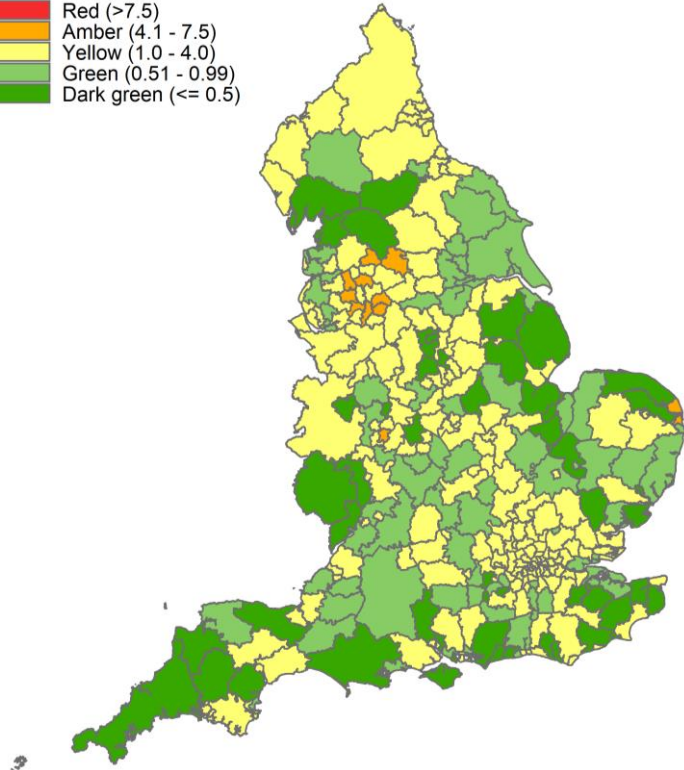 Red (>7.5)
Amber (4.1 - 7.5)
Yellow (1.0 - 4.0)
Green (0.51 - 0.99)
Dark green (<= 0.5)